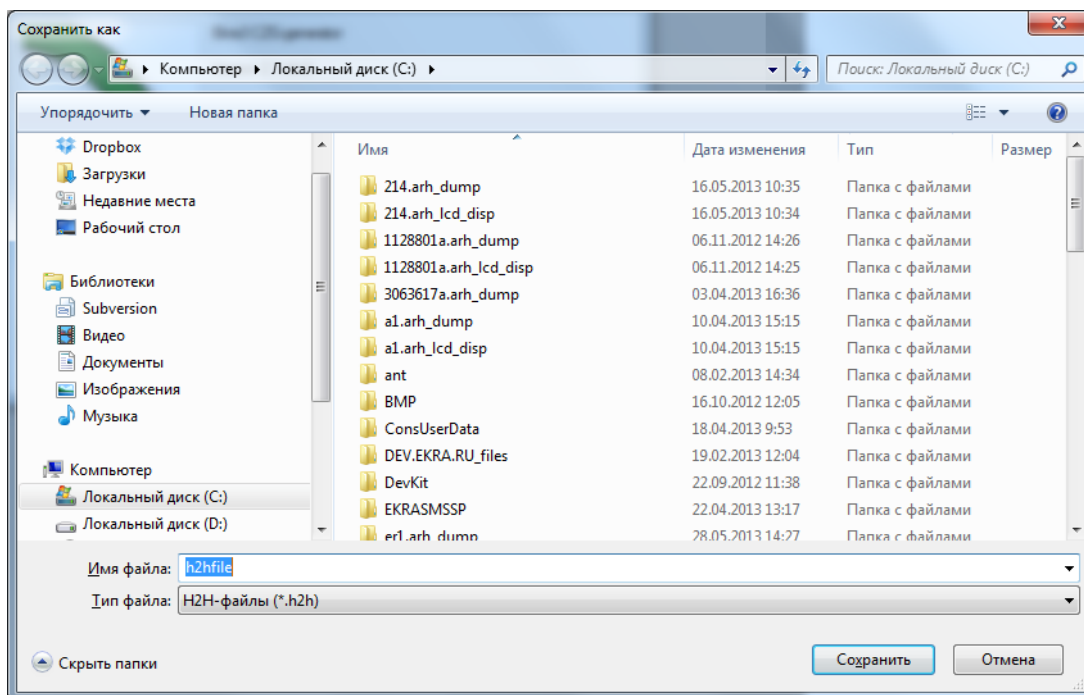 Сохранить как
Компьютер Локальный диск (C:) Поиск: Локальный диск (C:)
Упорядочить Новая папка
Dropbox
Загрузки
Недавние места
Рабочий стол
Библиотеки
Subversion
Видео
Документы
Изображения
Музыка
Компьютер
Локальный диск (C:)
Локальный диск (D:)
Имя Дата изменения Тип Размер
214.arh_dump 16.05.2013 10:35 Папка с файлами
214.arh_lcd_disp 16.05.2013 10:34 Папка с файлами
1128801a.arh_dump 06.11.2012 14:26 Папка с файлами
1128801a.arh_lcd_disp 06.11.2012 14:25 Папка с файлами
3063617a.arh_dump 03.04.2013 16:36 Папка с файлами
a1.arh_dump 10.04.2013 15:15 Папка с файлами
a1.arh_lcd_disp 10.04.2013 15:15 Папка с файлами
ant 08.02.2013 14:34 Папка с файлами
BMP 16.10.2012 12:05 Папка с файлами
ConsUserData 18.04.2013 9:53 Папка с файлами
DEV.EKRA.RU_files 19.02.2013 12:04 Папка с файлами
DevKit 22.09.2012 11:38 Папка с файлами
EKRASMSSP 22.04.2013 13:17 Папка с файлами
er1.arh_dump 28.05.2013 14:27 Папка с файлами
Имя файла: h2hfile
Тип файла: H2H-файлы (*.h2h)
Скрыть папки Сохранить Отмена